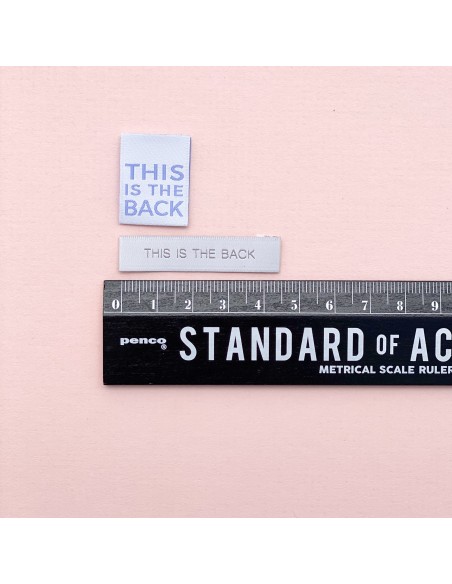 THIS
IS THE
BACK
THIS IS THE BACK
0 1 2 3 4 5 6 7 8 9
penco® STANDARD OF AC
METRICAL SCALE RULER